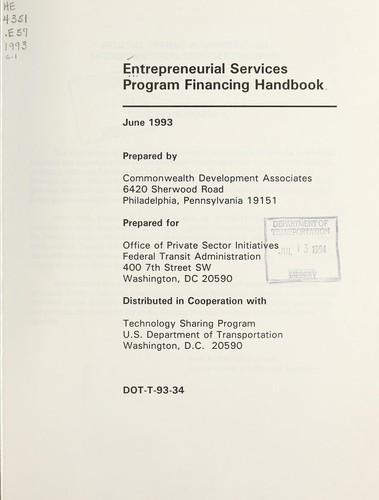 HE
4351
.E57
1993
c.1
Entrepreneurial Services
Program Financing Handbook
June 1993
Prepared by
Commonwealth Development Associates
6420 Sherwood Road
Philadelphia, Pennsylvania 19151
Prepared for
Office of Private Sector Initiatives
Federal Transit Administration
400 7th Street SW
Washington, DC 20590
DEPARTMENT OF
TRANSPORTATION
JUL 13 1994
LIBRARY
Distributed in Cooperation with
Technology Sharing Program
U.S. Department of Transportation
Washington, D.C. 20590
DOT-T-93-34